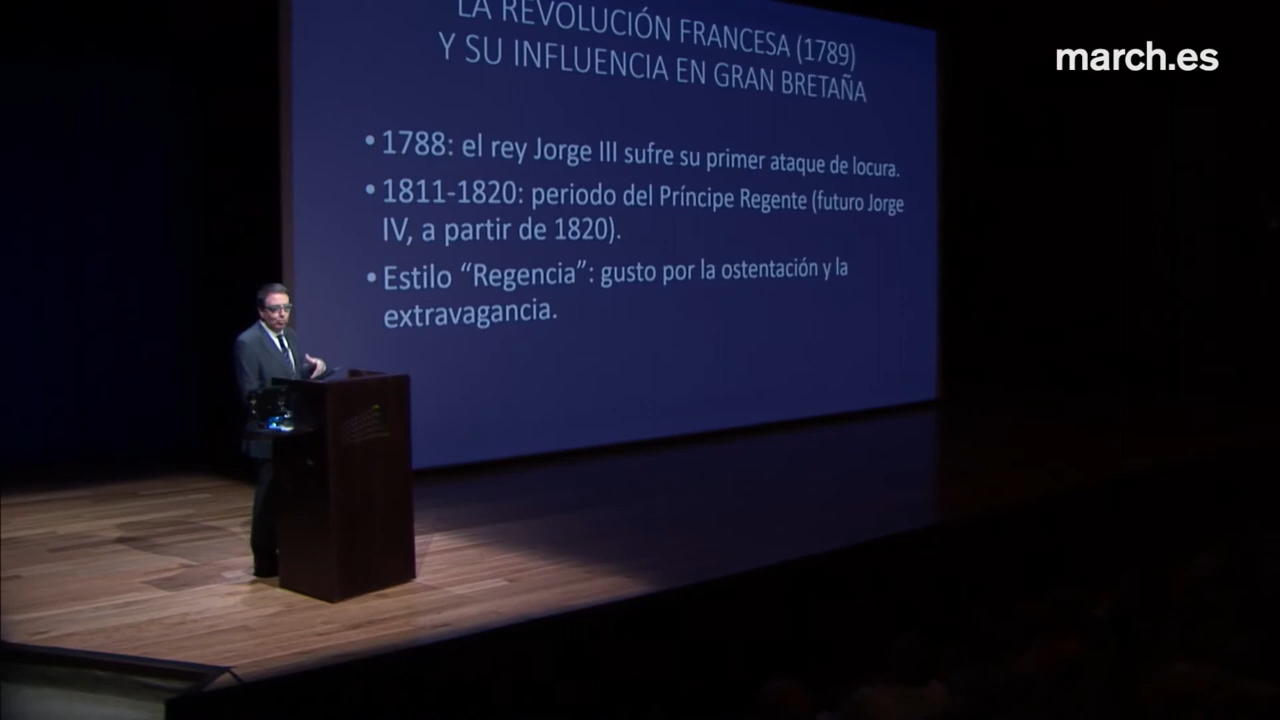 march.es
LA REVOLUCIÓN FRANCESA (1789)
Y SU INFLUENCIA EN GRAN BRETAÑA
• 1788: el rey Jorge III sufre su primer ataque de locura.
• 1811-1820: periodo del Príncipe Regente (futuro Jorge
IV, a partir de 1820).
• Estilo “Regencia”: gusto por la ostentación y la
extravagancia.